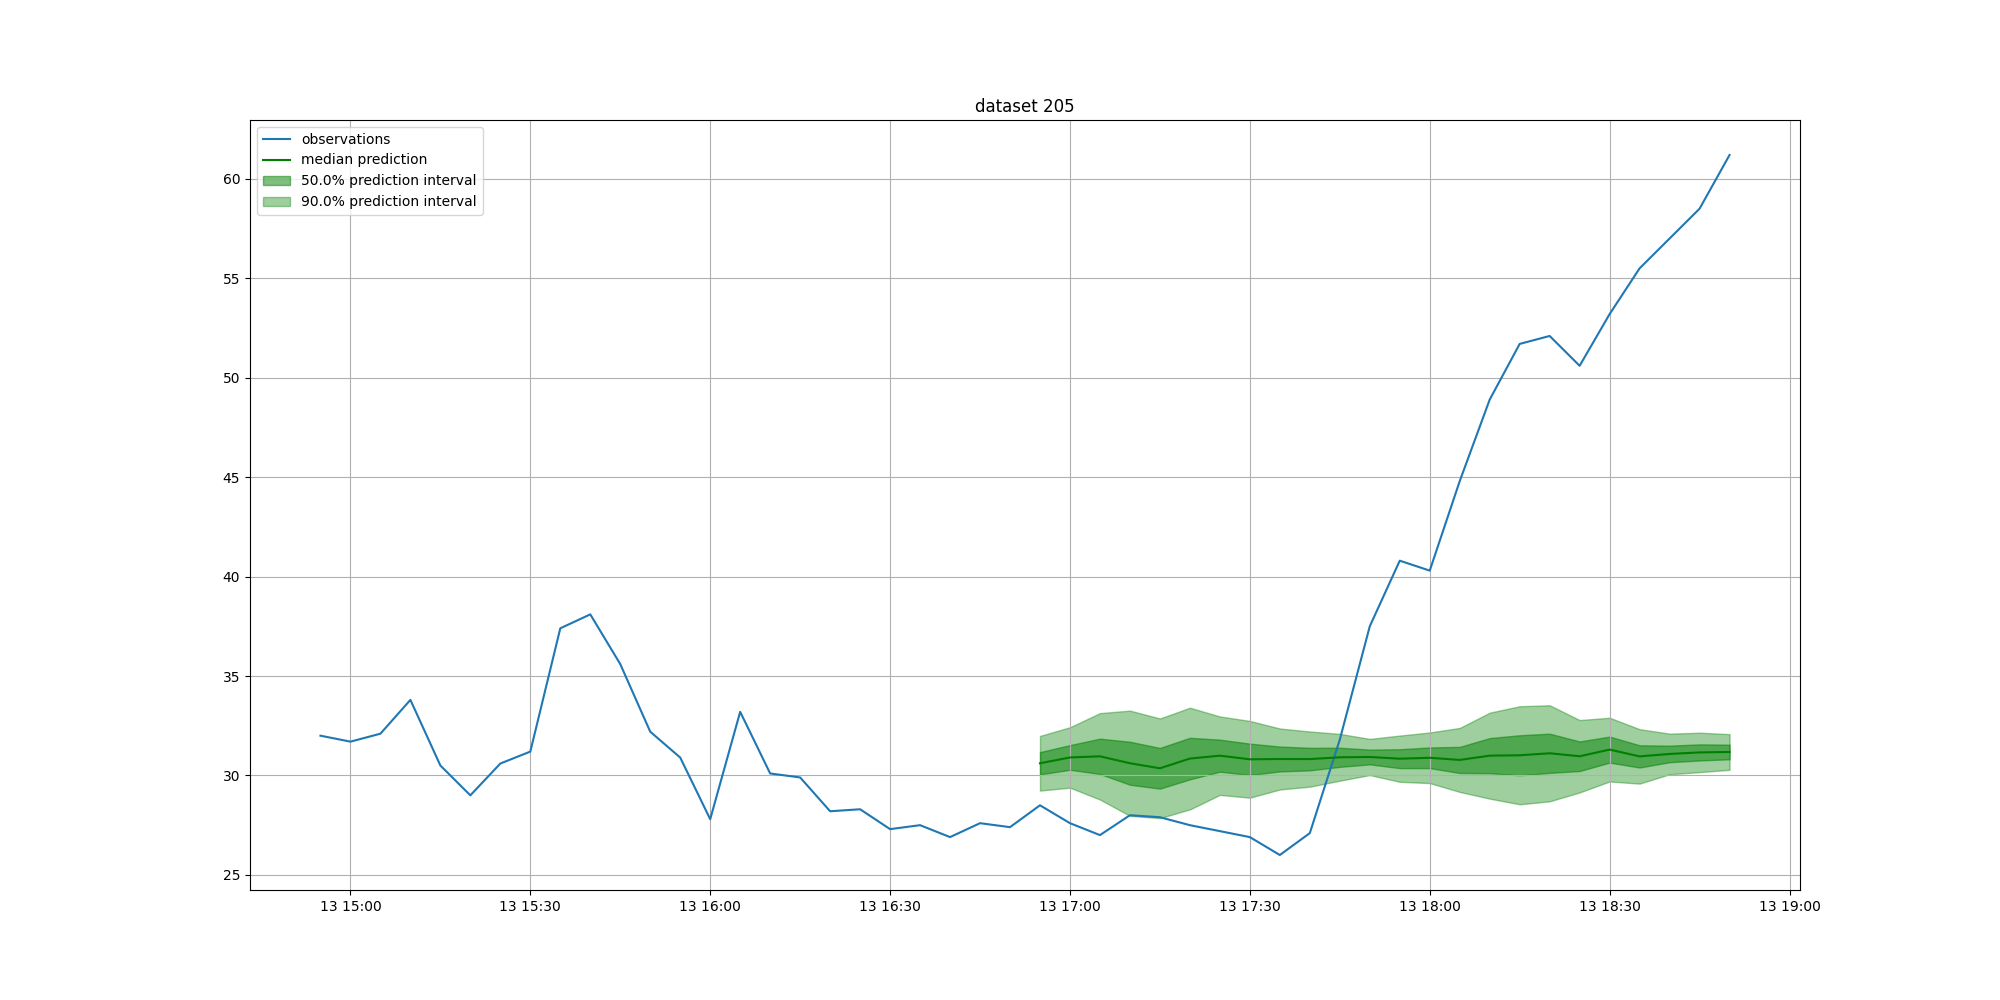 dataset 205
observations
median prediction
50.0% prediction interval
90.0% prediction interval
60
55
50
45
40
35
30
25
13 15:00 13 15:30 13 16:00 13 16:30 13 17:00 13 17:30 13 18:00 13 18:30 13 19:00